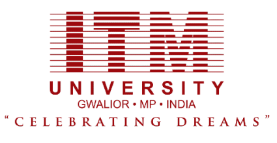 ITM
UNIVERSITY
GWALIOR • MP • INDIA
"CELEBRATING DREAMS"